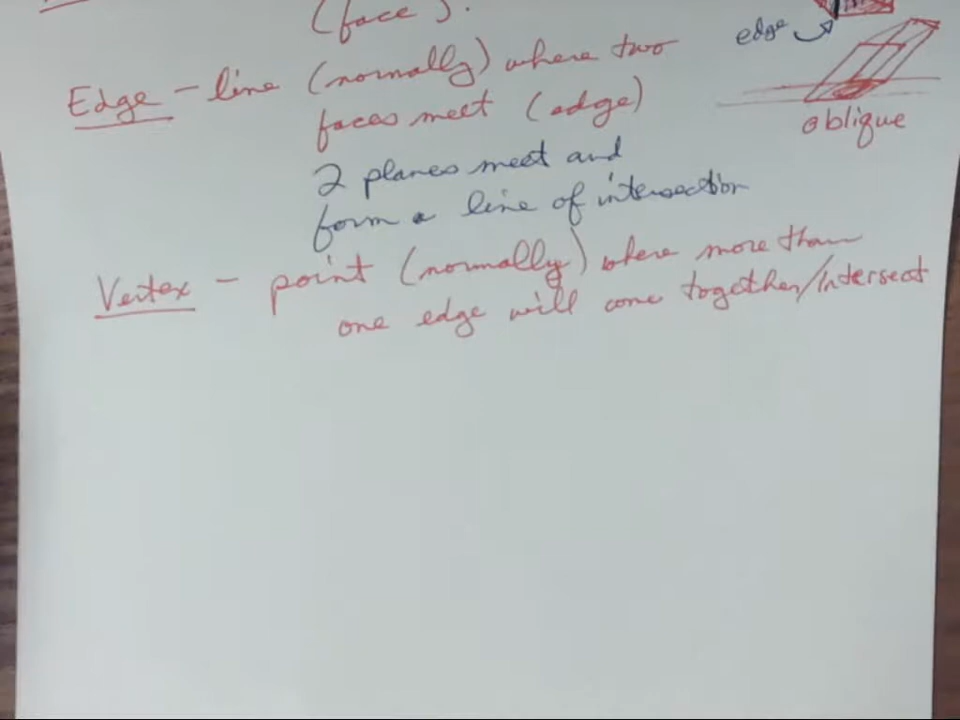 (face).
edge
Edge - line (normally) where two
faces meet (edge)
oblique
2 planes meet and
form a line of intersection
Vertex - point (normally) where more than
one edge will come together/intersect